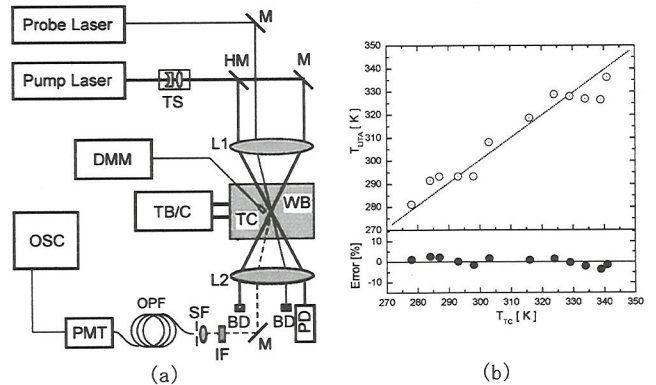 Probe Laser
M
Pump Laser
TS
HM
M
L1
DMM
TB/C
TC
WB
OSC
L2
PMT
OPF
SF
IF
BD
M
BD
PD
(a)
T_LITA [ K ]
350
340
330
320
310
300
290
280
270
Error [%]
10
0
-10
270 280 290 300 310 320 330 340 350
T_TC [ K ]
(b)